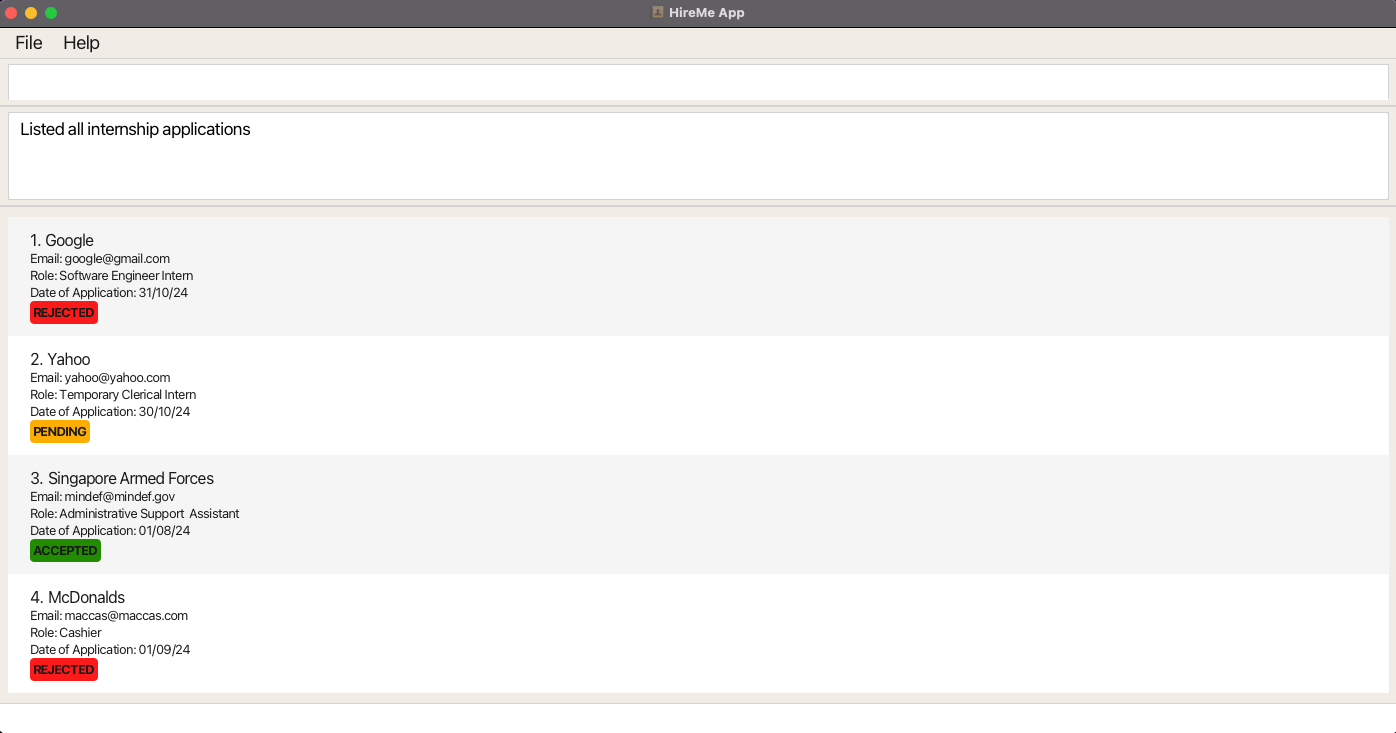 HireMe App
File Help
Listed all internship applications
1. Google
Email: google@gmail.com
Role: Software Engineer Intern
Date of Application: 31/10/24
REJECTED
2. Yahoo
Email: yahoo@yahoo.com
Role: Temporary Clerical Intern
Date of Application: 30/10/24
PENDING
3. Singapore Armed Forces
Email: mindef@mindef.gov
Role: Administrative Support  Assistant
Date of Application: 01/08/24
ACCEPTED
4. McDonalds
Email: maccas@maccas.com
Role: Cashier
Date of Application: 01/09/24
REJECTED